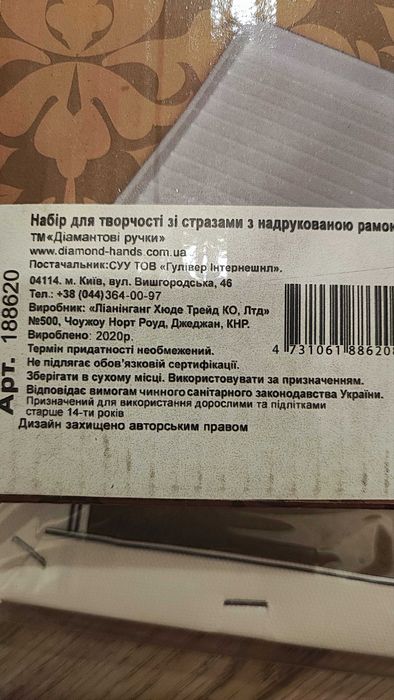 Набір для творчості зі стразами з надрукованою рамко
ТМ«Діамантові ручки»
www.diamond-hands.com.ua
Постачальник:СУУ ТОВ «Гулівер Інтернешнл».
04114. м. Київ, вул. Вишгородська, 46
Тел.: +38 (044)364-00-97
Виробник: «Ліанінганг Хюде Трейд КО, Лтд»
№500, Чоужоу Норт Роуд, Джеджан, КНР.
Вироблено: 2020р.
Термін придатності необмежений.
Не підлягає обов'язковій сертифікації.
Зберігати в сухому місці. Використовувати за призначенням.
Відповідає вимогам чинного санітарного законодавства України.
Призначений для використання дорослими та підлітками
старше 14-ти років
Дизайн захищено авторським правом
Арт. 188620
4 731061 88620